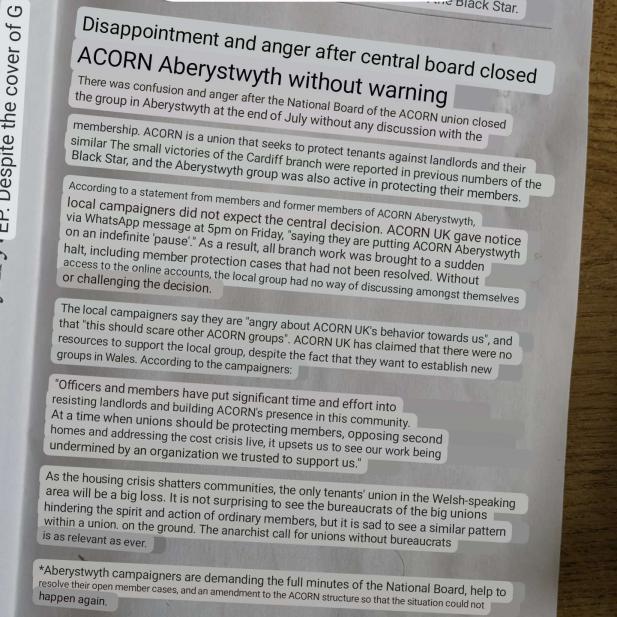 the Black Star.
EP. Despite the cover of G
Disappointment and anger after central board closed
ACORN Aberystwyth without warning
There was confusion and anger after the National Board of the ACORN union closed
the group in Aberystwyth at the end of July without any discussion with the
membership. ACORN is a union that seeks to protect tenants against landlords and their
similar The small victories of the Cardiff branch were reported in previous numbers of the
Black Star, and the Aberystwyth group was also active in protecting their members.
According to a statement from members and former members of ACORN Aberystwyth,
local campaigners did not expect the central decision. ACORN UK gave notice
via WhatsApp message at 5pm on Friday, "saying they are putting ACORN Aberystwyth
on an indefinite 'pause'." As a result, all branch work was brought to a sudden
halt, including member protection cases that had not been resolved. Without
access to the online accounts, the local group had no way of discussing amongst themselves
or challenging the decision.
The local campaigners say they are "angry about ACORN UK's behavior towards us", and
that "this should scare other ACORN groups". ACORN UK has claimed that there were no
resources to support the local group, despite the fact that they want to establish new
groups in Wales. According to the campaigners:
"Officers and members have put significant time and effort into
resisting landlords and building ACORN's presence in this community.
At a time when unions should be protecting members, opposing second
homes and addressing the cost crisis live, it upsets us to see our work being
undermined by an organization we trusted to support us."
As the housing crisis shatters communities, the only tenants' union in the Welsh-speaking
area will be a big loss. It is not surprising to see the bureaucrats of the big unions
hindering the spirit and action of ordinary members, but it is sad to see a similar pattern
within a union. on the ground. The anarchist call for unions without bureaucrats
is as relevant as ever.
*Aberystwyth campaigners are demanding the full minutes of the National Board, help to
resolve their open member cases, and an amendment to the ACORN structure so that the situation could not
happen again.